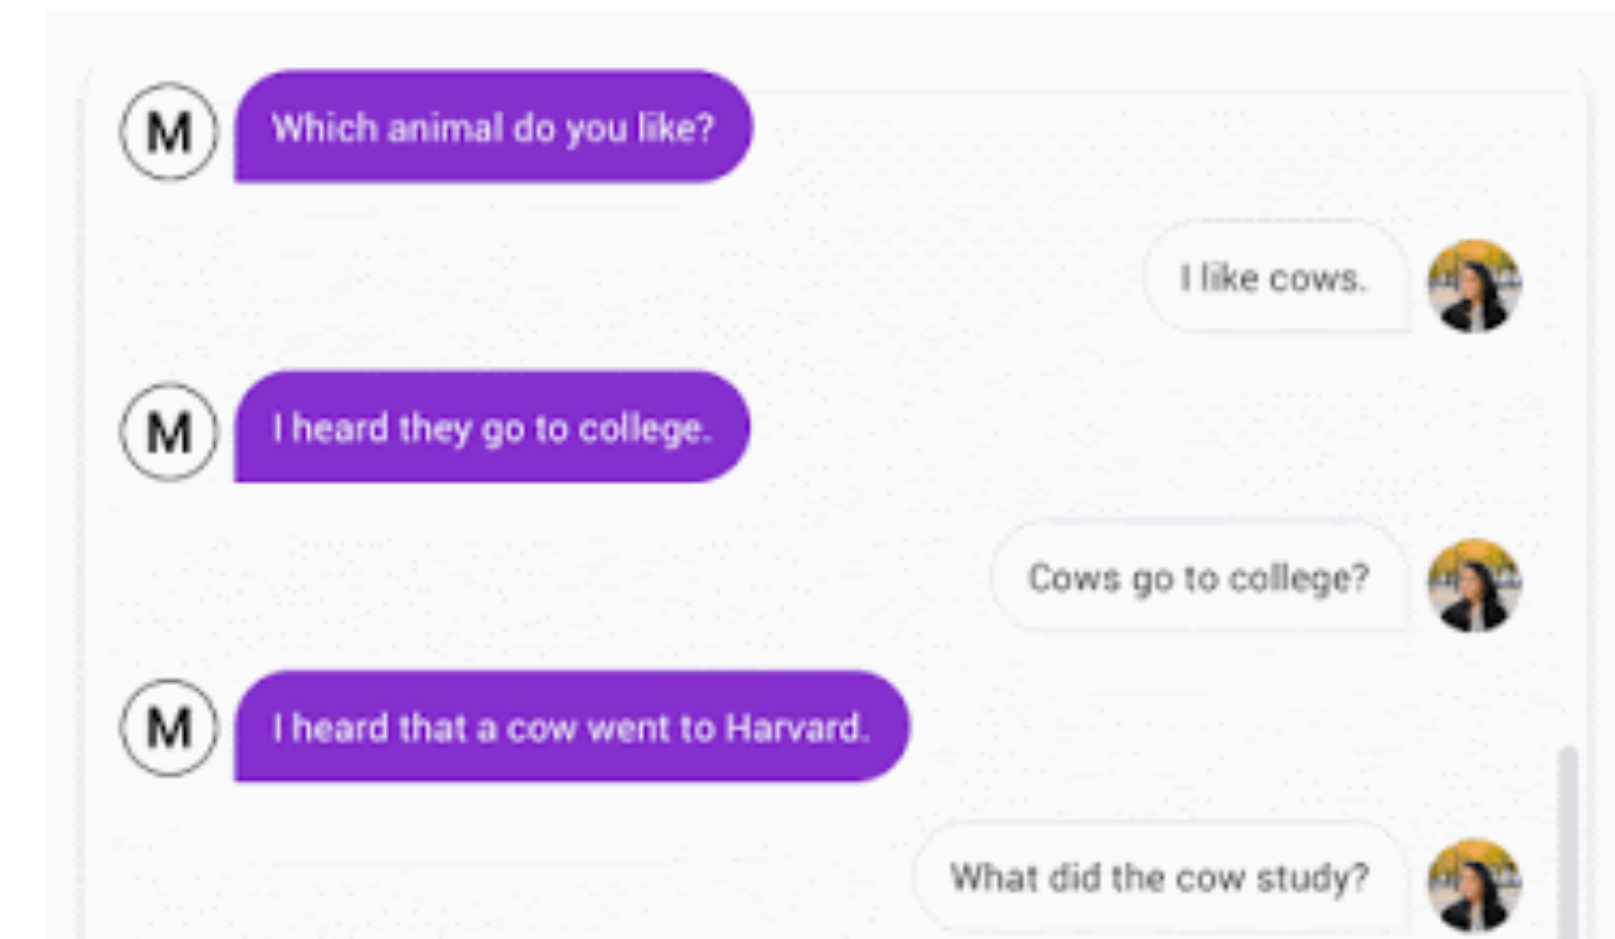 M
Which animal do you like?
I like cows.
M
I heard they go to college.
Cows go to college?
M
I heard that a cow went to Harvard.
What did the cow study?